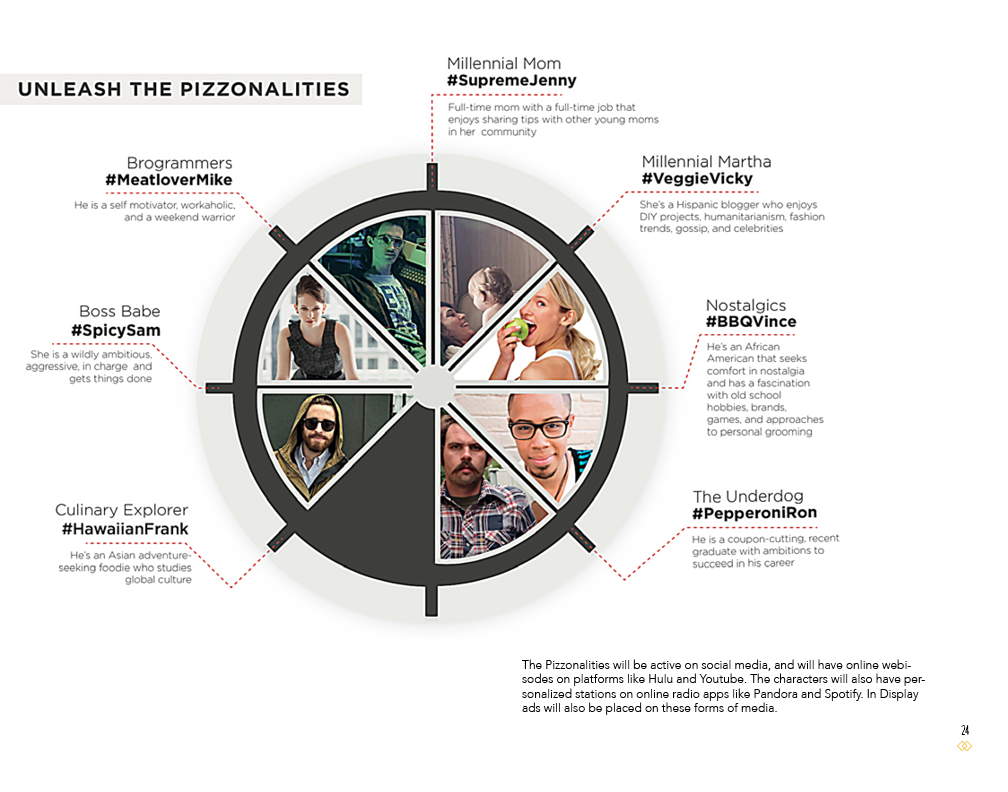 UNLEASH THE PIZZONALITIES
Millennial Mom
#SupremeJenny
Full-time mom with a full-time job that
enjoys sharing tips with other young moms
in her community
Brogrammers
#MeatloverMike
He is a self motivator, workaholic,
and a weekend warrior
Millennial Martha
#VeggieVicky
She's a Hispanic blogger who enjoys
DIY projects, humanitarianism, fashion
trends, gossip, and celebrities
Boss Babe
#SpicySam
She is a wildly ambitious,
aggressive, in charge and
gets things done
Nostalgics
#BBQVince
He's an African
American that seeks
comfort in nostalgia
and has a fascination
with old school
hobbies, brands,
games, and approaches
to personal grooming
Culinary Explorer
#HawaiianFrank
He's an Asian adventure-
seeking foodie who studies
global culture
The Underdog
#PepperoniRon
He is a coupon-cutting, recent
graduate with ambitions to
succeed in his career
The Pizzonalities will be active on social media, and will have online webi-
sodes on platforms like Hulu and Youtube. The characters will also have per-
sonalized stations on online radio apps like Pandora and Spotify. In Display
ads will also be placed on these forms of media.
24